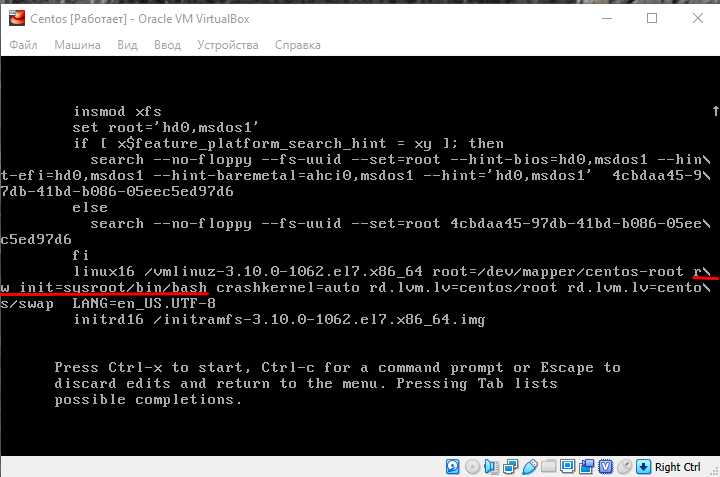 Centos [Работает] - Oracle VM VirtualBox
Файл Машина Вид Ввод Устройства Справка
insmod xfs
set root='hd0,msdos1'
if [ x$feature_platform_search_hint = xy ]; then
search --no-floppy --fs-uuid --set=root --hint-bios=hd0,msdos1 --hin\
t-efi=hd0,msdos1 --hint-baremetal=ahci0,msdos1 --hint='hd0,msdos1'  4cbdaa45-9\
7db-41bd-b086-05eec5ed97d6
else
search --no-floppy --fs-uuid --set=root 4cbdaa45-97db-41bd-b086-05ee\
c5ed97d6
fi
linux16 /vmlinuz-3.10.0-1062.el7.x86_64 root=/dev/mapper/centos-root r\
w init=sysroot/bin/bash crashkernel=auto rd.lvm.lv=centos/root rd.lvm.lv=cento\
s/swap  LANG=en_US.UTF-8
initrd16 /initramfs-3.10.0-1062.el7.x86_64.img
Press Ctrl-x to start, Ctrl-c for a command prompt or Escape to
discard edits and return to the menu. Pressing Tab lists
possible completions.
Right Ctrl